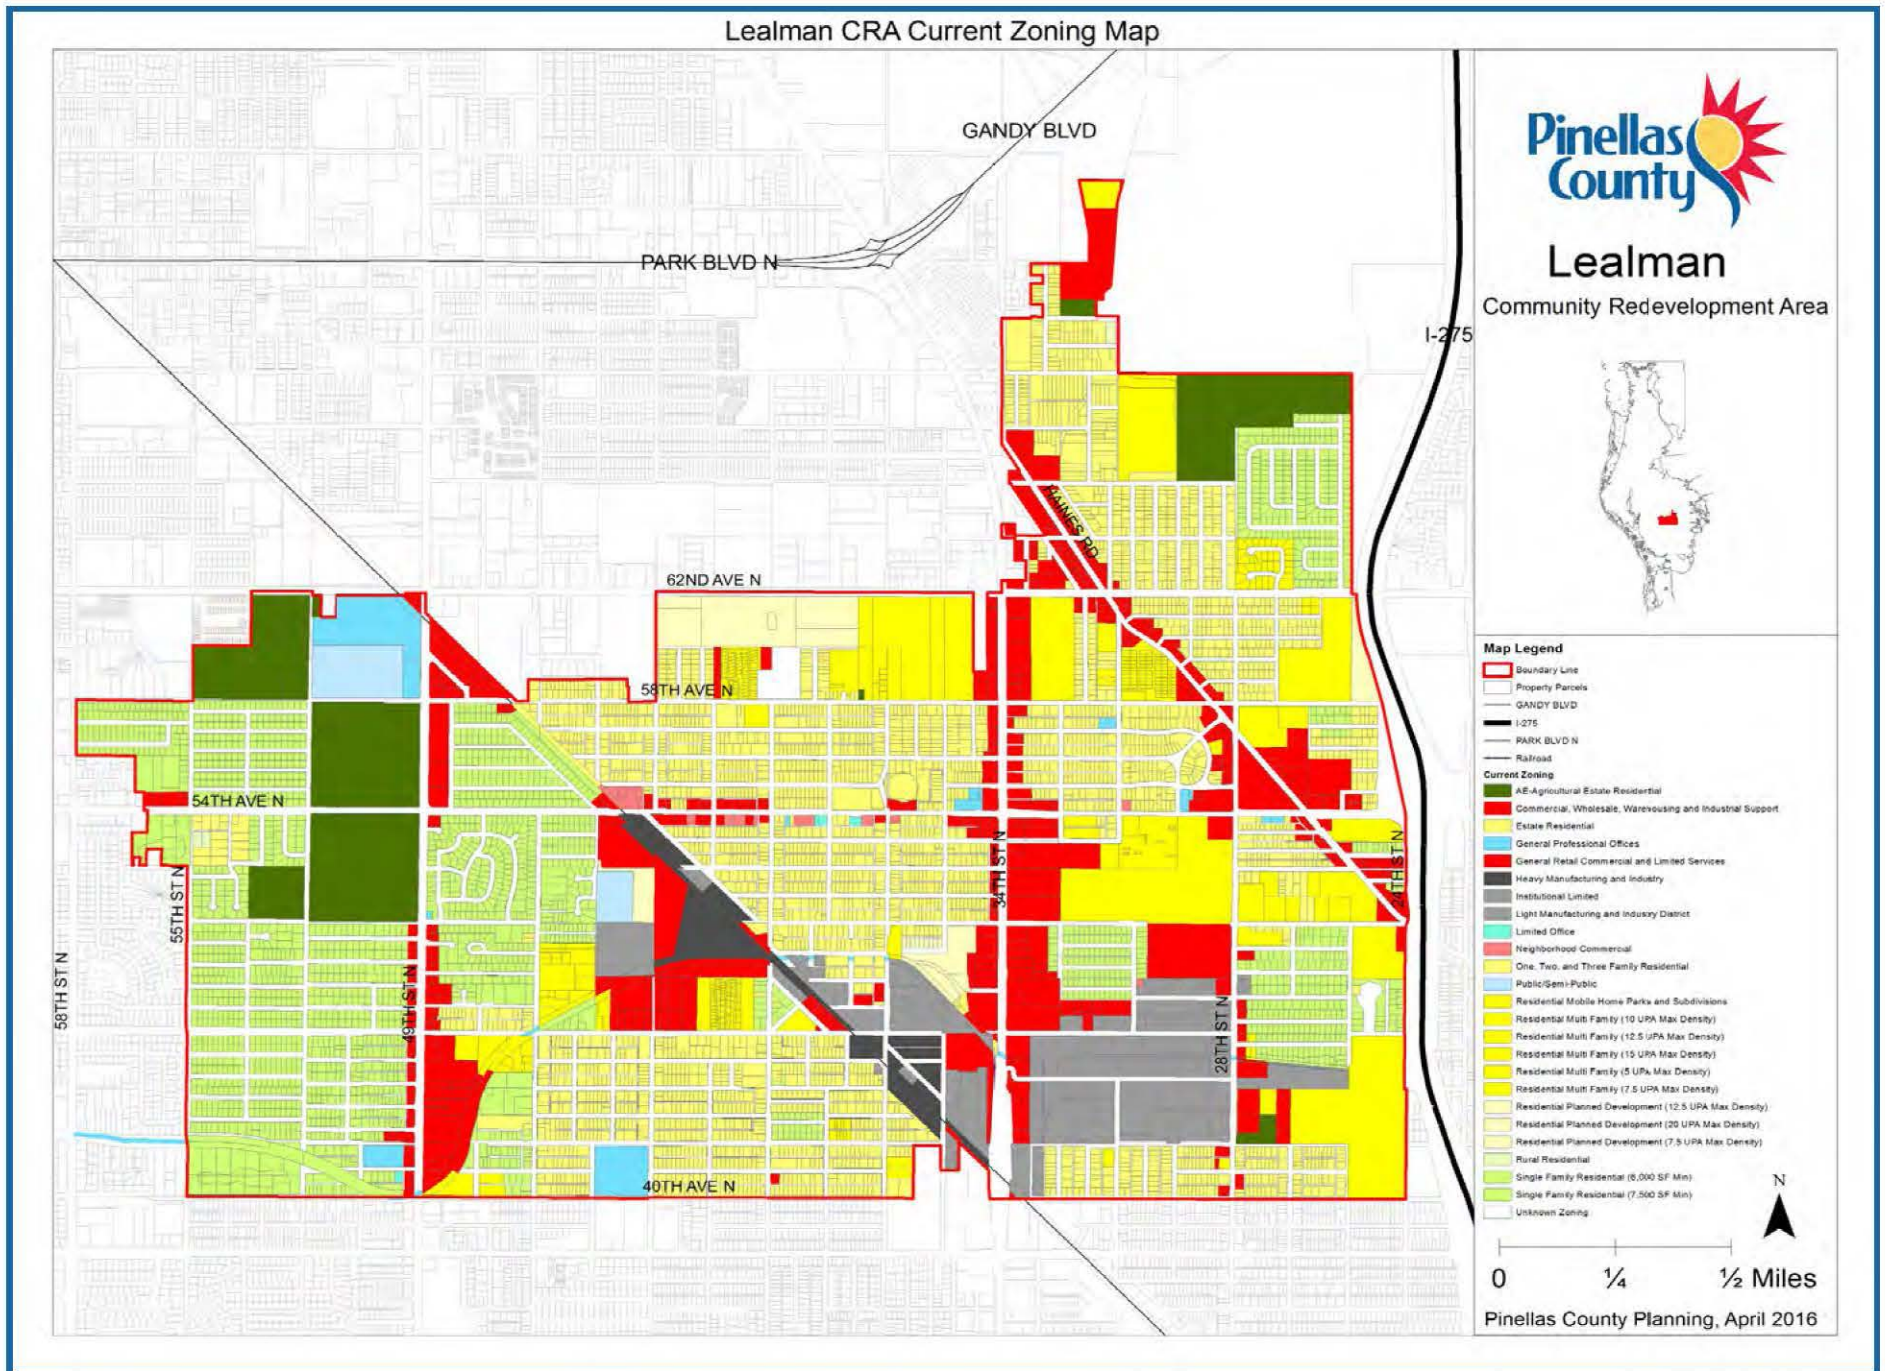 Lealman CRA Current Zoning Map
GANDY BLVD
PARK BLVD N
I-275
HAINES RD
62ND AVE N
58TH AVE N
54TH AVE N
34TH ST N
24TH ST N
55TH ST N
58TH ST N
49TH ST N
28TH ST N
40TH AVE N
Pinellas
County
Lealman
Community Redevelopment Area
Map Legend
Boundary Line
Property Parcels
GANDY BLVD
I-275
PARK BLVD N
Railroad
Current Zoning
AE-Agricultural Estate Residential
Commercial, Wholesale, Warehousing and Industrial Support
Estate Residential
General Professional Offices
General Retail Commercial and Limited Services
Heavy Manufacturing and Industry
Institutional Limited
Light Manufacturing and Industry District
Limited Office
Neighborhood Commercial
One, Two, and Three Family Residential
Public/Semi-Public
Residential Mobile Home Parks and Subdivisions
Residential Multi Family (10 UPA Max Density)
Residential Multi Family (12.5 UPA Max Density)
Residential Multi Family (15 UPA Max Density)
Residential Multi Family (5 UPA Max Density)
Residential Multi Family (7.5 UPA Max Density)
Residential Planned Development (12.5 UPA Max Density)
Residential Planned Development (20 UPA Max Density)
Residential Planned Development (7.5 UPA Max Density)
Rural Residential
Single Family Residential (6,000 SF Min)
Single Family Residential (7,500 SF Min)
Unknown Zoning
N
0 ¼ ½ Miles
Pinellas County Planning, April 2016